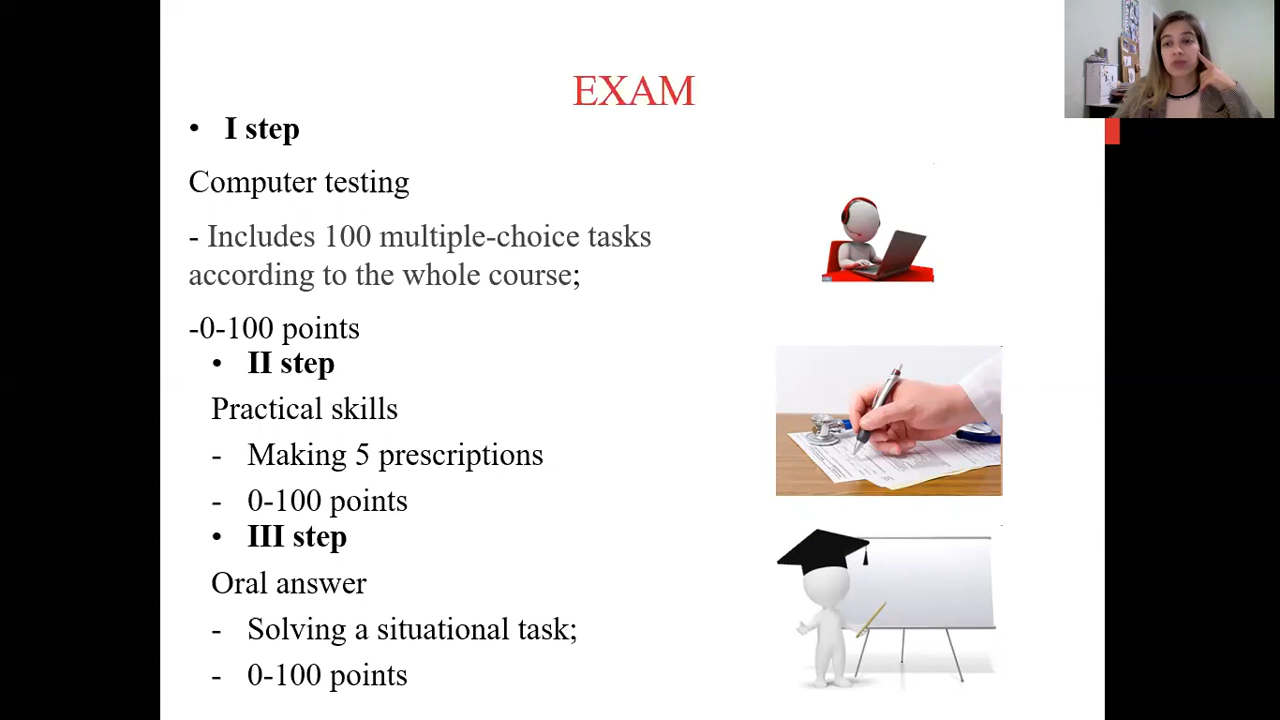 EXAM
• I step
Computer testing
- Includes 100 multiple-choice tasks
according to the whole course;
-0-100 points
• II step
Practical skills
- Making 5 prescriptions
- 0-100 points
• III step
Oral answer
- Solving a situational task;
- 0-100 points